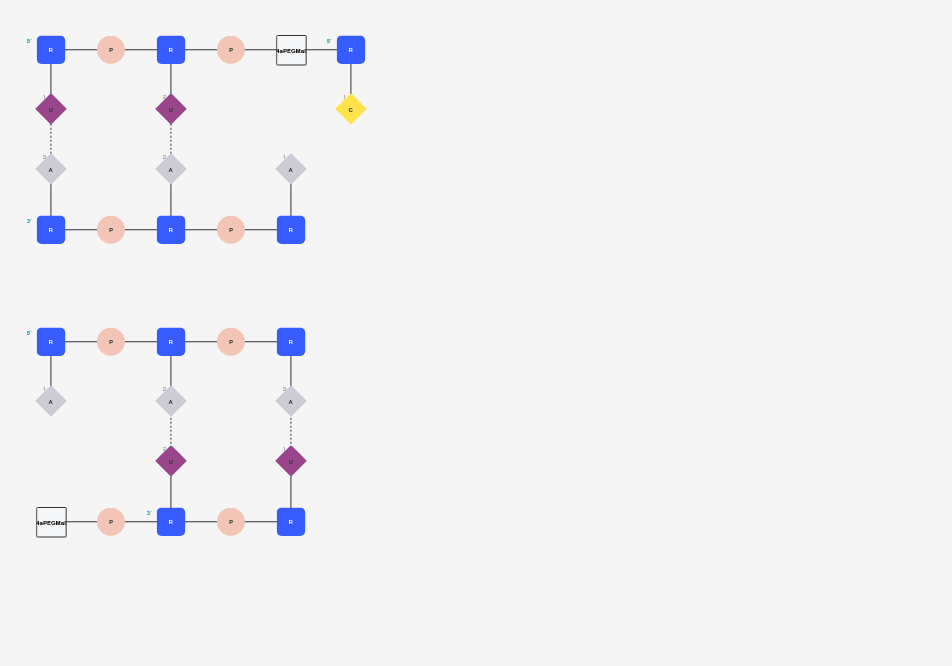 5' R P R P 4aPEGMal 5' R
1 U 2 U 1 C
3 A 2 A 1 A
3' R P R P R
5' R P R P R
1 A 2 A 3 A
2 U 1 U
4aPEGMal P 3' R P R